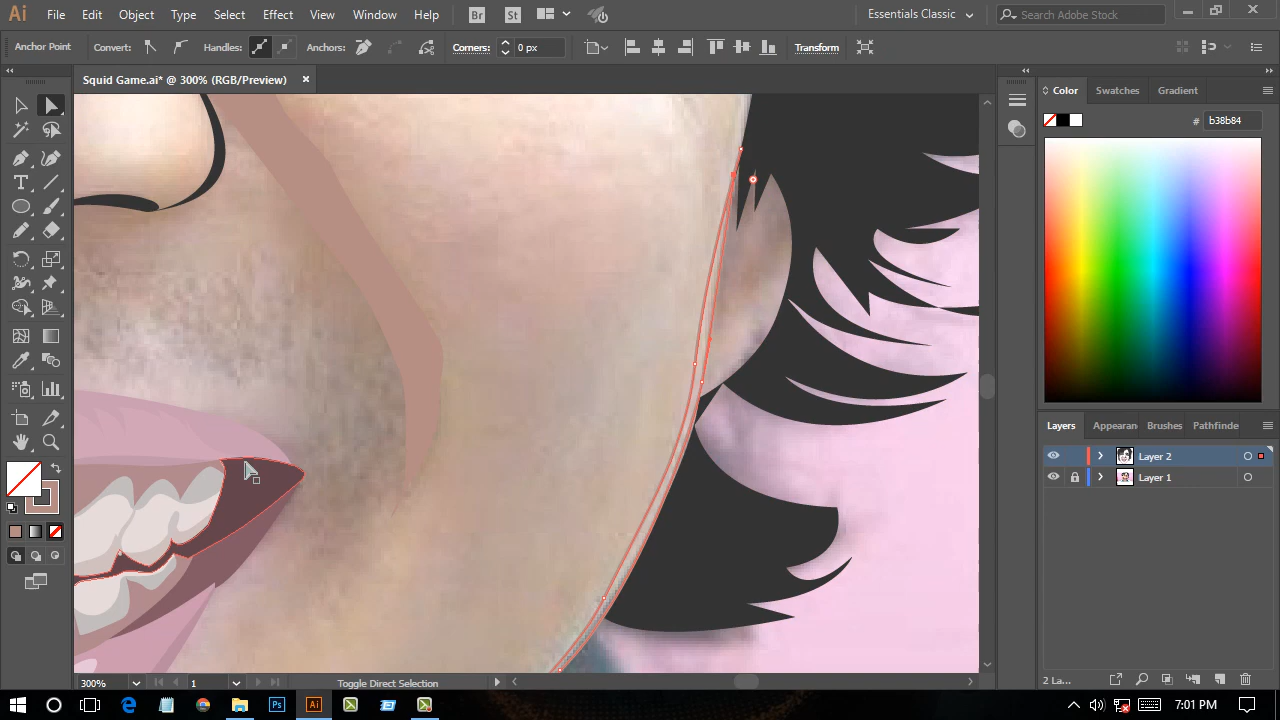 Ai File Edit Object Type Select Effect View Window Help Br St Essentials Classic Search Adobe Stock
Anchor Point Convert: Handles: Anchors: Corners: 0 px Transform
Squid Game.ai* @ 300% (RGB/Preview) ×
Color Swatches Gradient
# b38b84
Layers Appearan Brushes Pathfinde
Layer 2
Layer 1
2 La...
300% 1 Toggle Direct Selection
Ps Ai 7:01 PM